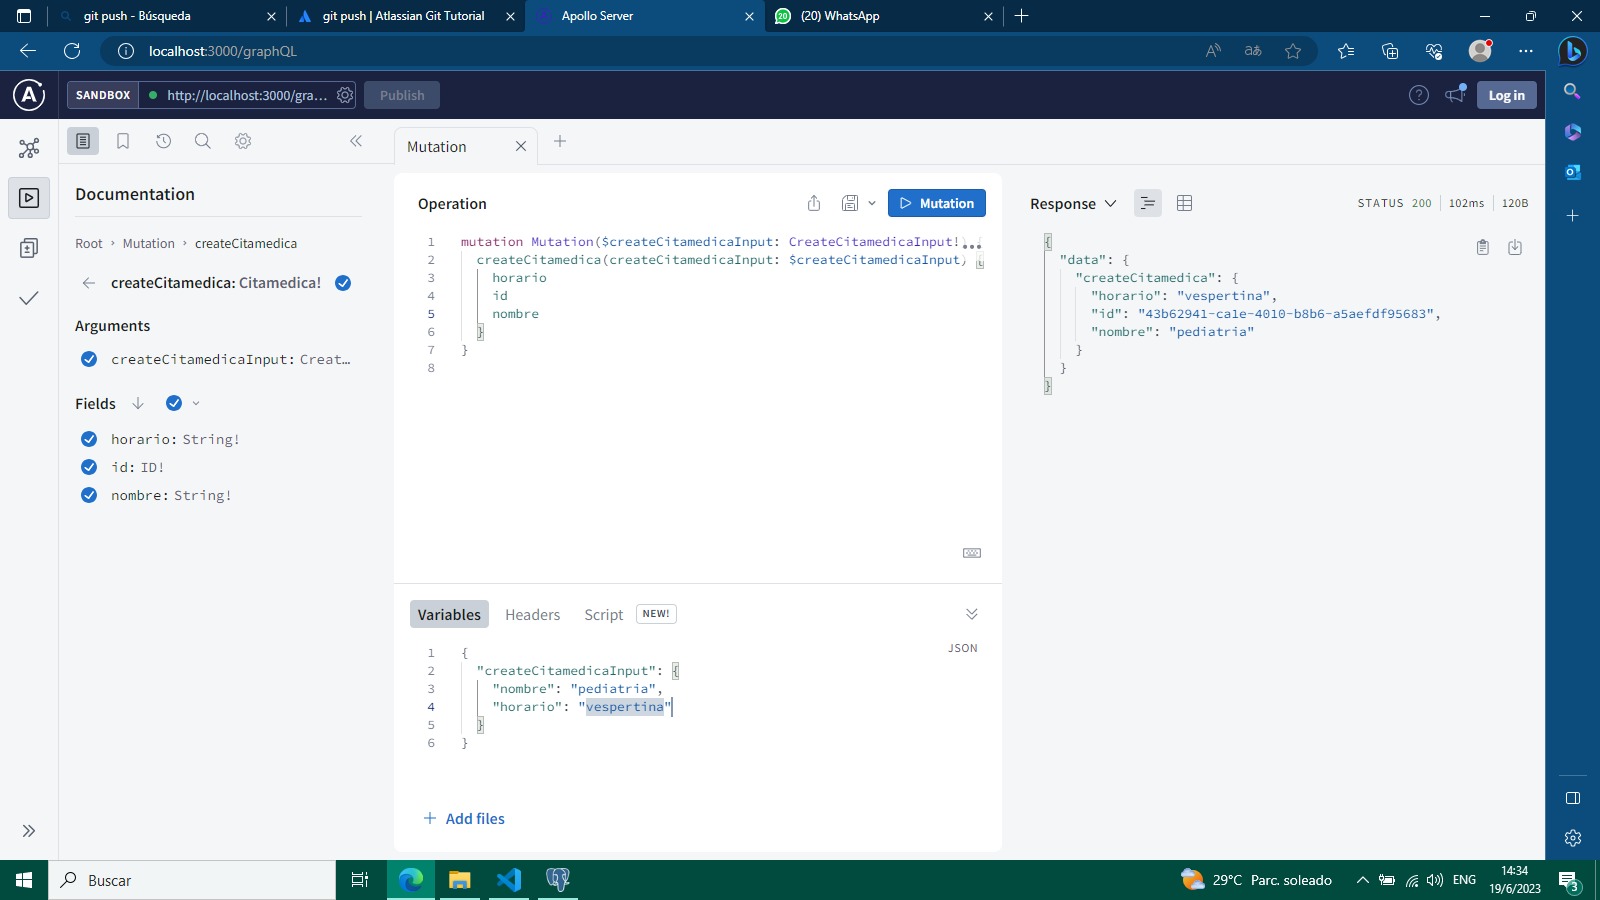 git push - Búsqueda
git push | Atlassian Git Tutorial
Apollo Server
20
(20) WhatsApp
localhost:3000/graphQL
SANDBOX
http://localhost:3000/gra...
Publish
Log in
Mutation
Documentation
Root › Mutation › createCitamedica
createCitamedica: Citamedica!
Arguments
createCitamedicaInput: Creat...
Fields
horario: String!
id: ID!
nombre: String!
Operation
Mutation
1 mutation Mutation($createCitamedicaInput: CreateCitamedicaInput!) {
2 createCitamedica(createCitamedicaInput: $createCitamedicaInput) {
3 horario
4 id
5 nombre
6 }
7 }
8
Variables
Headers
Script
NEW!
JSON
1 {
2 "createCitamedicaInput": {
3 "nombre": "pediatria",
4 "horario": "vespertina"
5 }
6 }
+ Add files
Response
STATUS 200
102ms
120B
{
"data": {
"createCitamedica": {
"horario": "vespertina",
"id": "43b62941-ca1e-4010-b8b6-a5aefdf95683",
"nombre": "pediatria"
}
}
}
Buscar
29°C Parc. soleado
ENG
14:34
19/6/2023
3